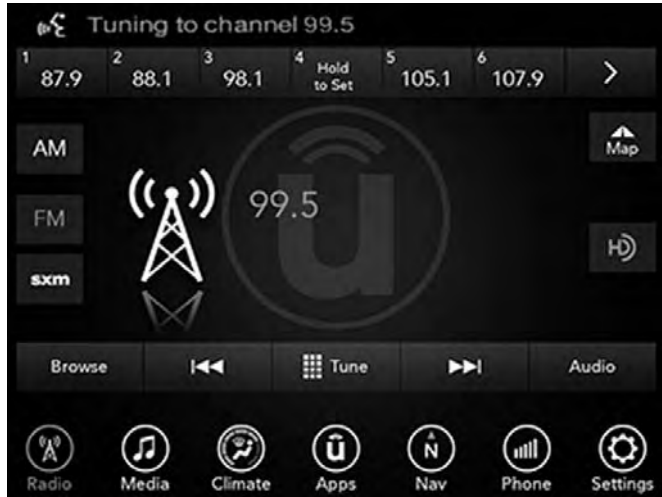 Tuning to channel 99.5
1 87.9 2 88.1 3 98.1 4 Hold to Set 5 105.1 6 107.9
AM
Map
99.5
FM
HD
sxm
û
Browse Tune Audio
û N
Radio Media Climate Apps Nav Phone Settings